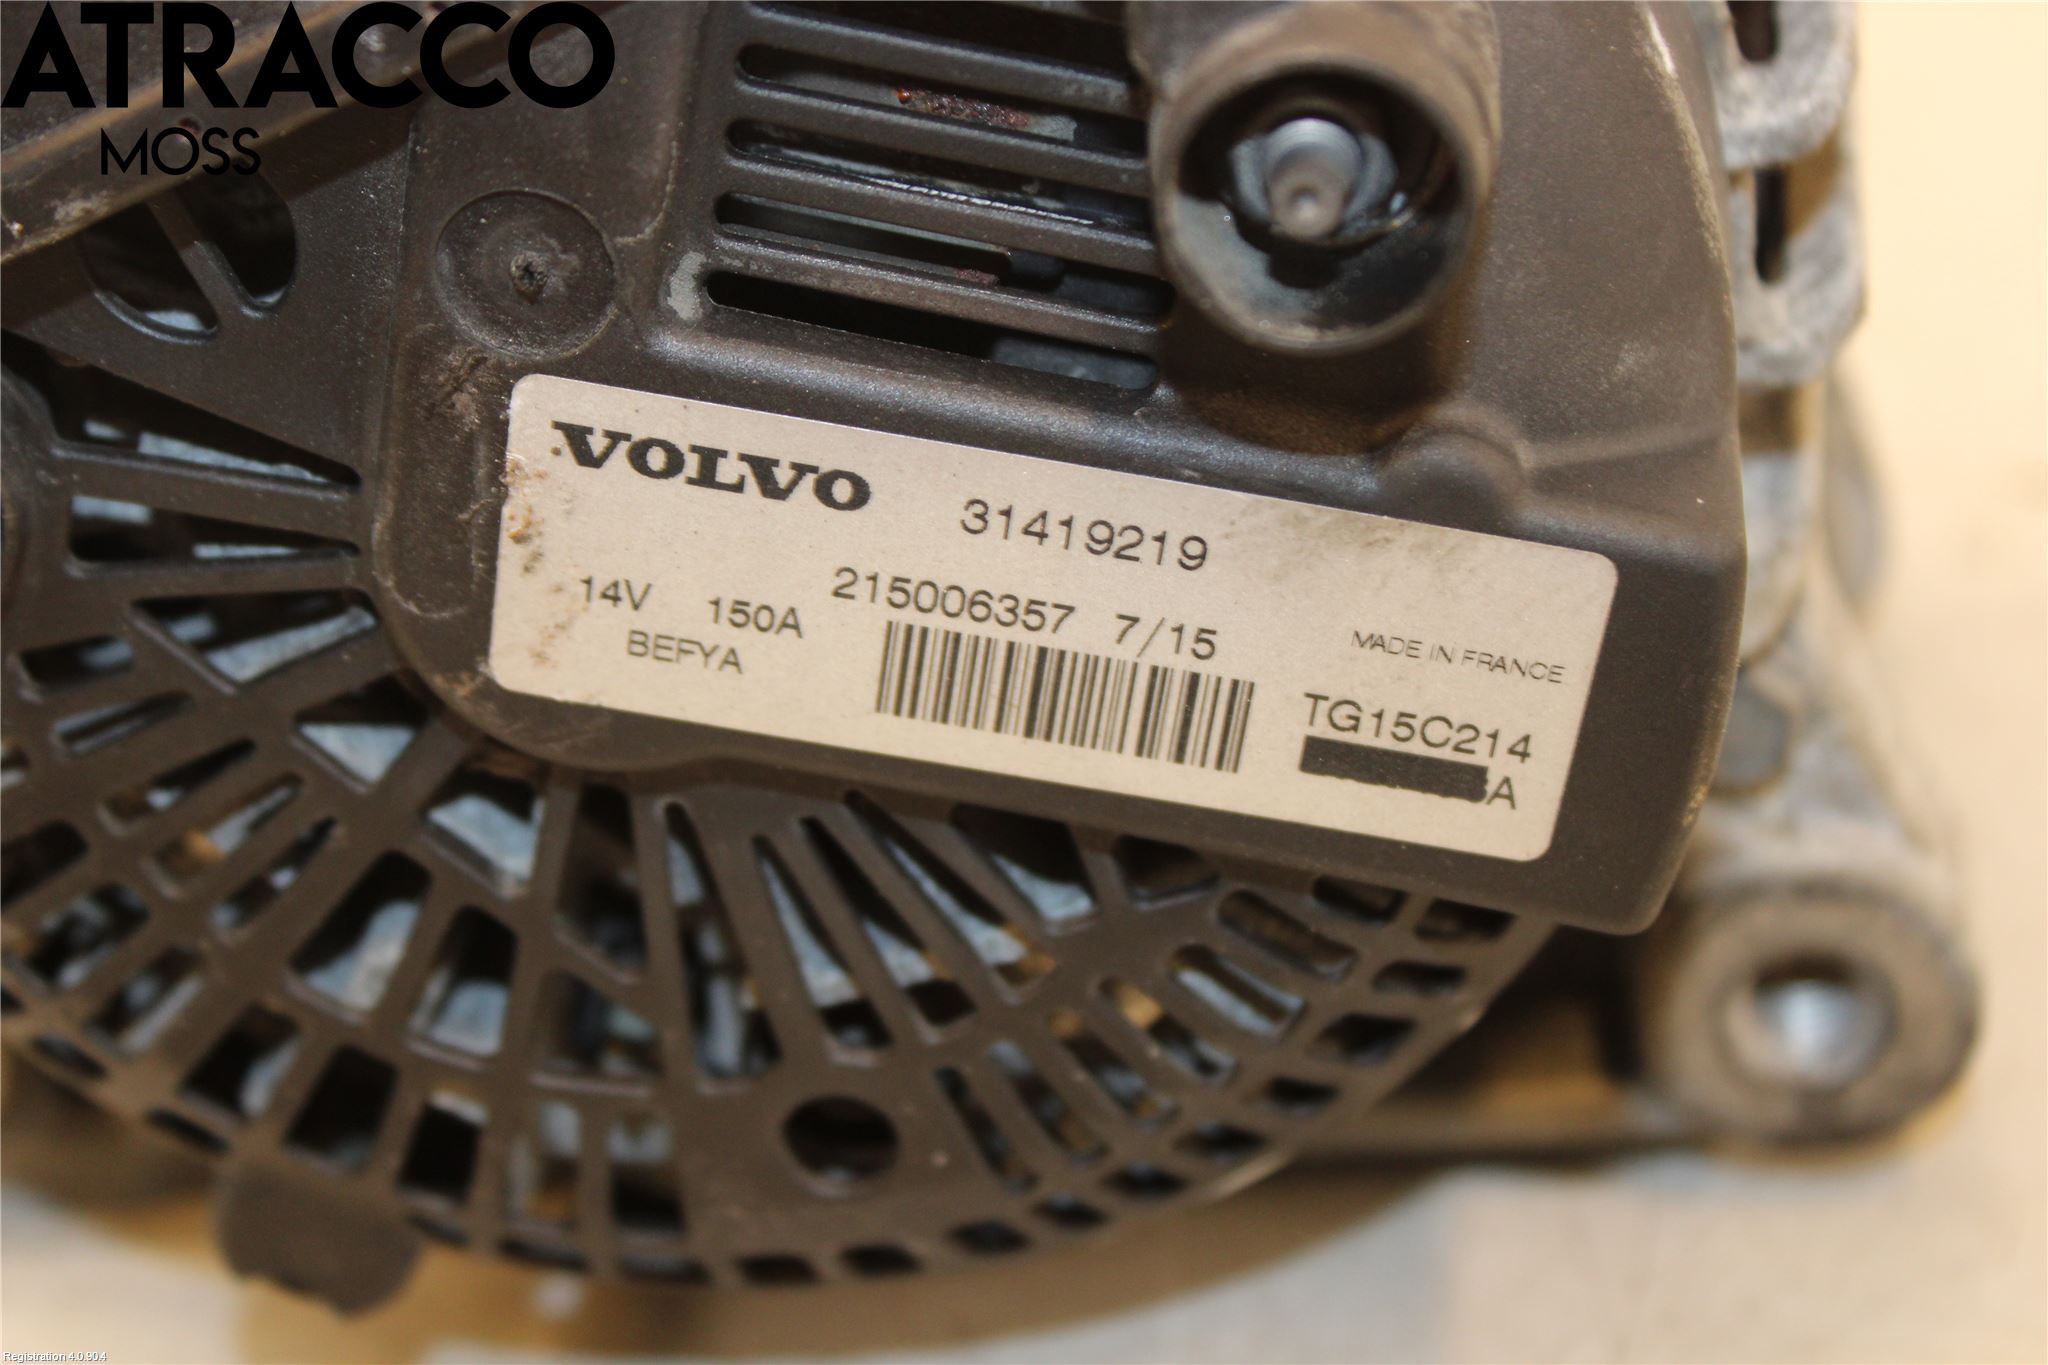 ATRACCO
MOSS
VOLVO 31419219
14V 150A 215006357 7/15
BEFYA
MADE IN FRANCE
TG15C214
A
Registration 4.0.90.4